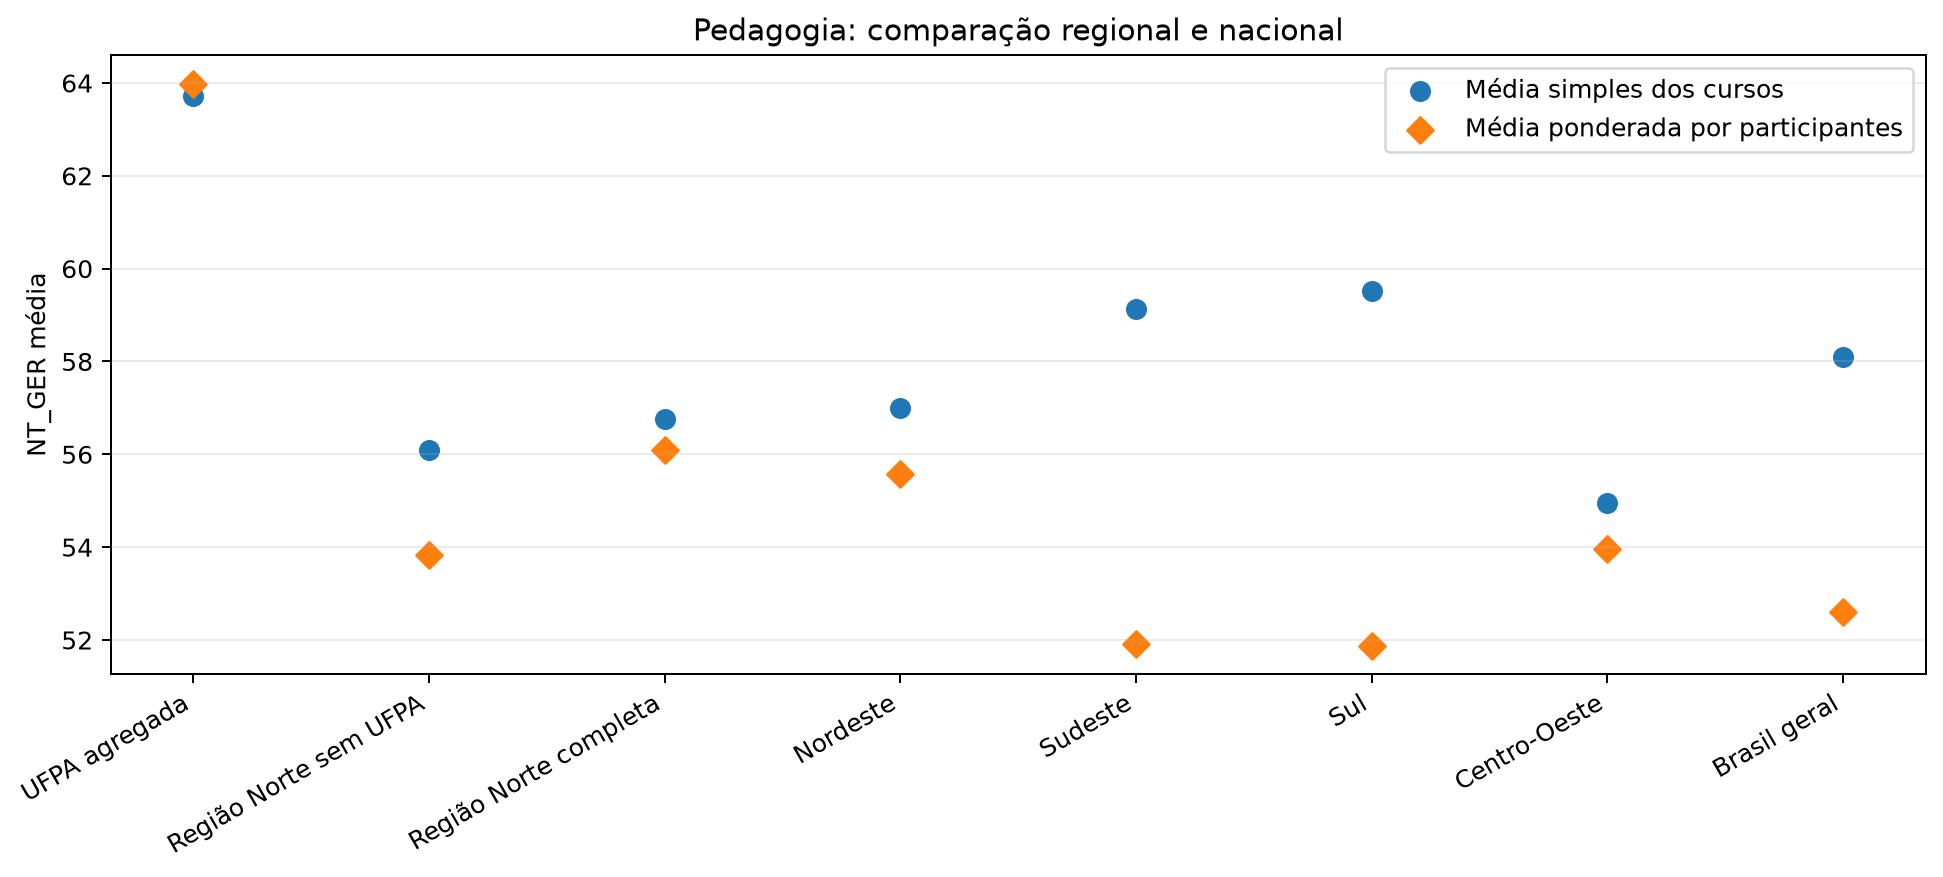 Pedagogia: comparação regional e nacional
Média simples dos cursos
Média ponderada por participantes
NT_GER média
64
62
60
58
56
54
52
UFPA agregada
Região Norte sem UFPA
Região Norte completa
Nordeste
Sudeste
Sul
Centro-Oeste
Brasil geral